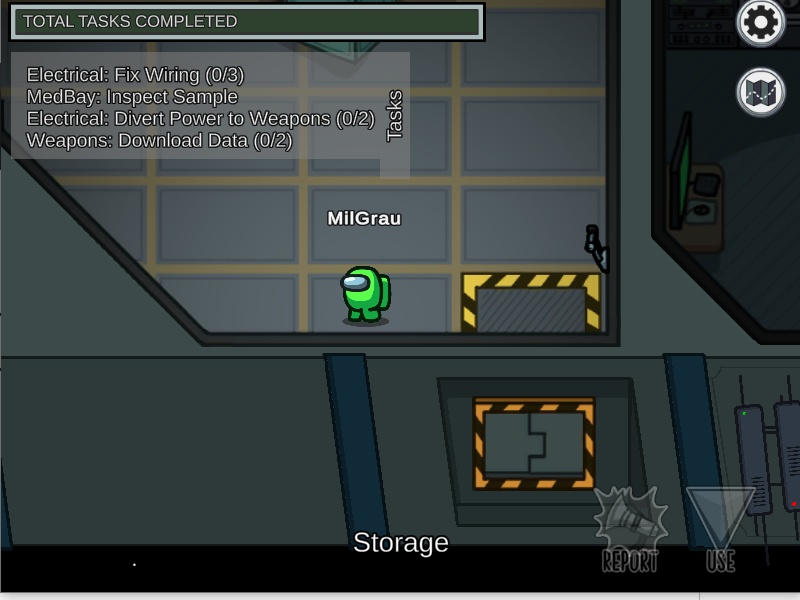 TOTAL TASKS COMPLETED
Electrical: Fix Wiring (0/3)
MedBay: Inspect Sample
Electrical: Divert Power to Weapons (0/2)
Weapons: Download Data (0/2)
Tasks
MilGrau
Storage
REPORT
USE